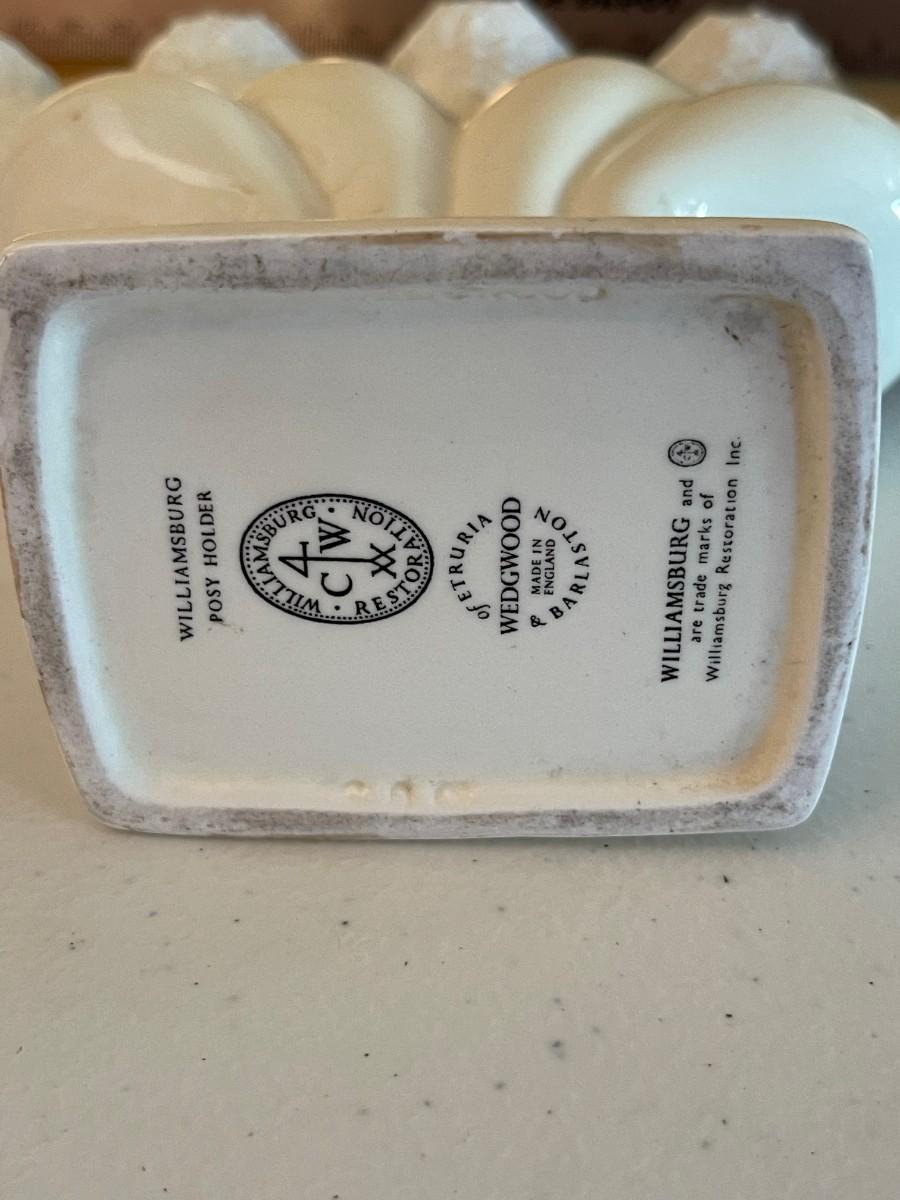 WILLIAMSBURG
POSY HOLDER
WILLIAMSBURG · RESTORATION ·
C W
OF ETRURIA
WEDGWOOD
MADE IN
ENGLAND
& BARLASTON
WILLIAMSBURG and
are trade marks of
Williamsburg Restoration Inc.